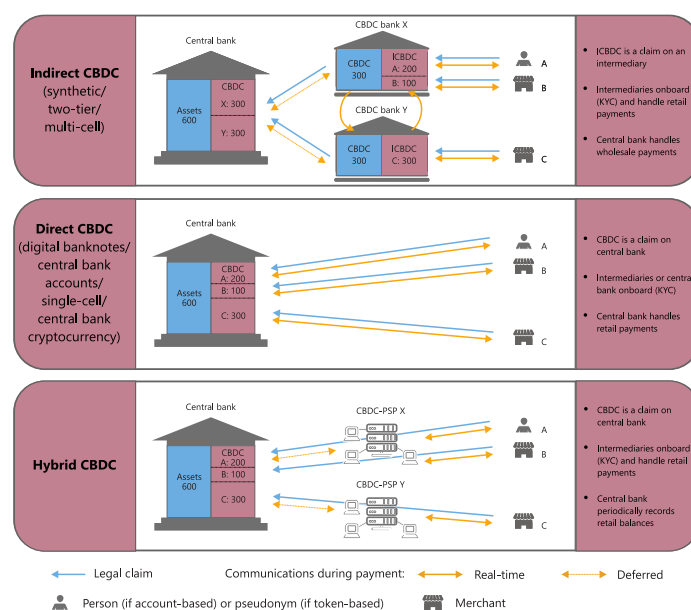 Indirect CBDC
(synthetic/
two-tier/
multi-cell)
Central bank
Assets
600
CBDC
X: 300
Y: 300
CBDC bank X
CBDC
300
ICBDC
A: 200
B: 100
CBDC bank Y
CBDC
300
ICBDC
C: 300
A
B
C
• ICBDC is a claim on an
intermediary
• Intermediaries onboard
(KYC) and handle retail
payments
• Central bank handles
wholesale payments
Direct CBDC
(digital banknotes/
central bank
accounts/
single-cell/
central bank
cryptocurrency)
Central bank
Assets
600
CBDC
A: 200
B: 100
C: 300
A
B
C
• CBDC is a claim on
central bank
• Intermediaries or central
bank onboard (KYC)
• Central bank handles
retail payments
Hybrid CBDC
Central bank
Assets
600
CBDC
A: 200
B: 100
C: 300
CBDC-PSP X
CBDC-PSP Y
A
B
C
• CBDC is a claim on
central bank
• Intermediaries onboard
(KYC) and handle retail
payments
• Central bank
periodically records
retail balances
Legal claim
Communications during payment:
Real-time
Deferred
Person (if account-based) or pseudonym (if token-based)
Merchant